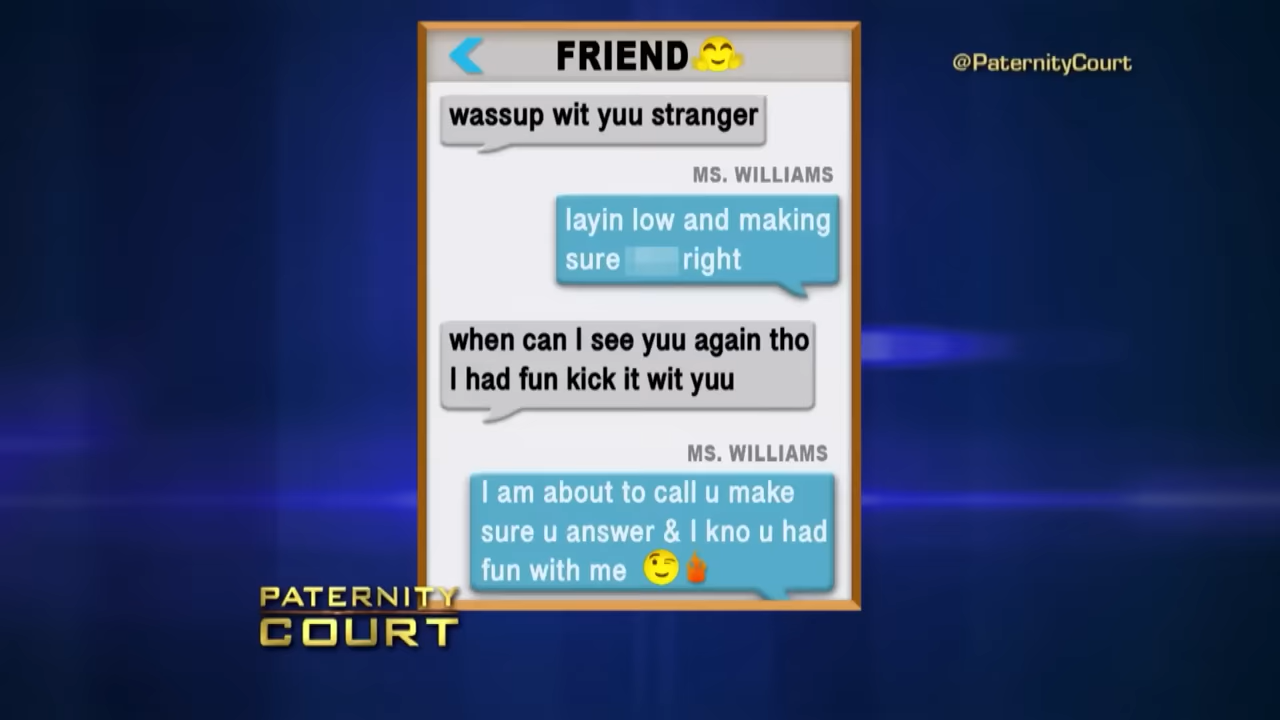 FRIEND🤗
@PaternityCourt
wassup wit yuu stranger
MS. WILLIAMS
layin low and making
sure right
when can I see yuu again tho
I had fun kick it wit yuu
MS. WILLIAMS
I am about to call u make
sure u answer & I kno u had
fun with me 😉🔥
PATERNITY
COURT